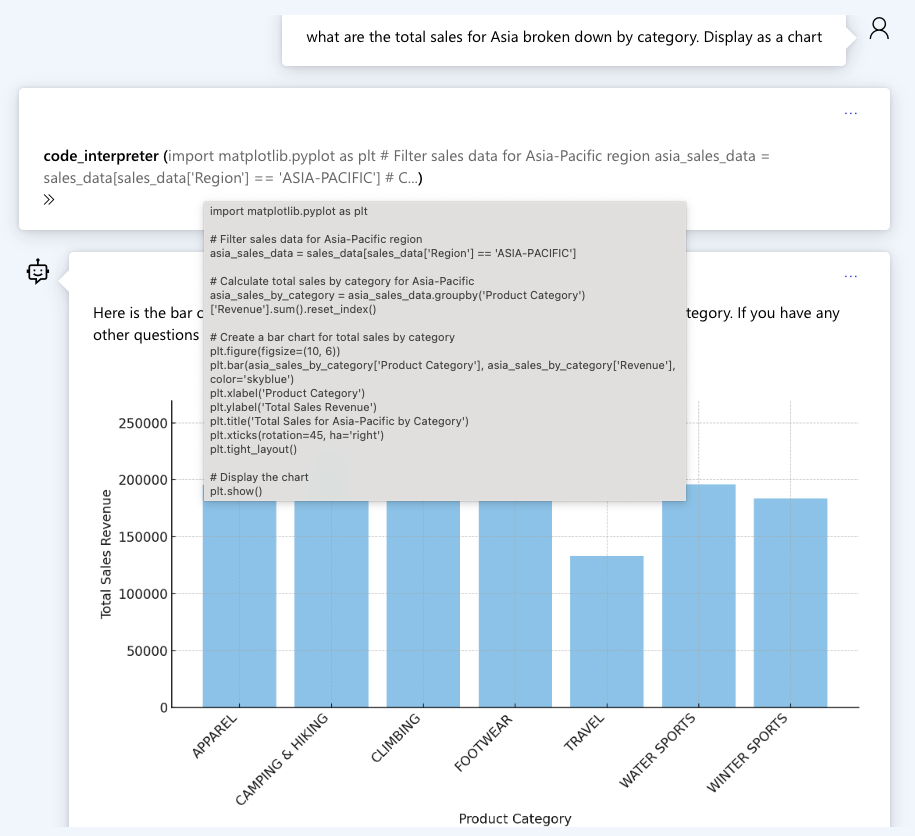 what are the total sales for Asia broken down by category. Display as a chart
...
code_interpreter (import matplotlib.pyplot as plt # Filter sales data for Asia-Pacific region asia_sales_data =
sales_data[sales_data['Region'] == 'ASIA-PACIFIC'] # C...)
import matplotlib.pyplot as plt
# Filter sales data for Asia-Pacific region
asia_sales_data = sales_data[sales_data['Region'] == 'ASIA-PACIFIC']
# Calculate total sales by category for Asia-Pacific
asia_sales_by_category = asia_sales_data.groupby('Product Category')
['Revenue'].sum().reset_index()
# Create a bar chart for total sales by category
plt.figure(figsize=(10, 6))
plt.bar(asia_sales_by_category['Product Category'], asia_sales_by_category['Revenue'],
color='skyblue')
plt.xlabel('Product Category')
plt.ylabel('Total Sales Revenue')
plt.title('Total Sales for Asia-Pacific by Category')
plt.xticks(rotation=45, ha='right')
plt.tight_layout()
# Display the chart
plt.show()
...
Here is the bar If you have any
other questions
250000
200000
150000
100000
50000
0
Total Sales Revenue
APPAREL
CAMPING & HIKING
CLIMBING
FOOTWEAR
TRAVEL
WATER SPORTS
WINTER SPORTS
Product Category